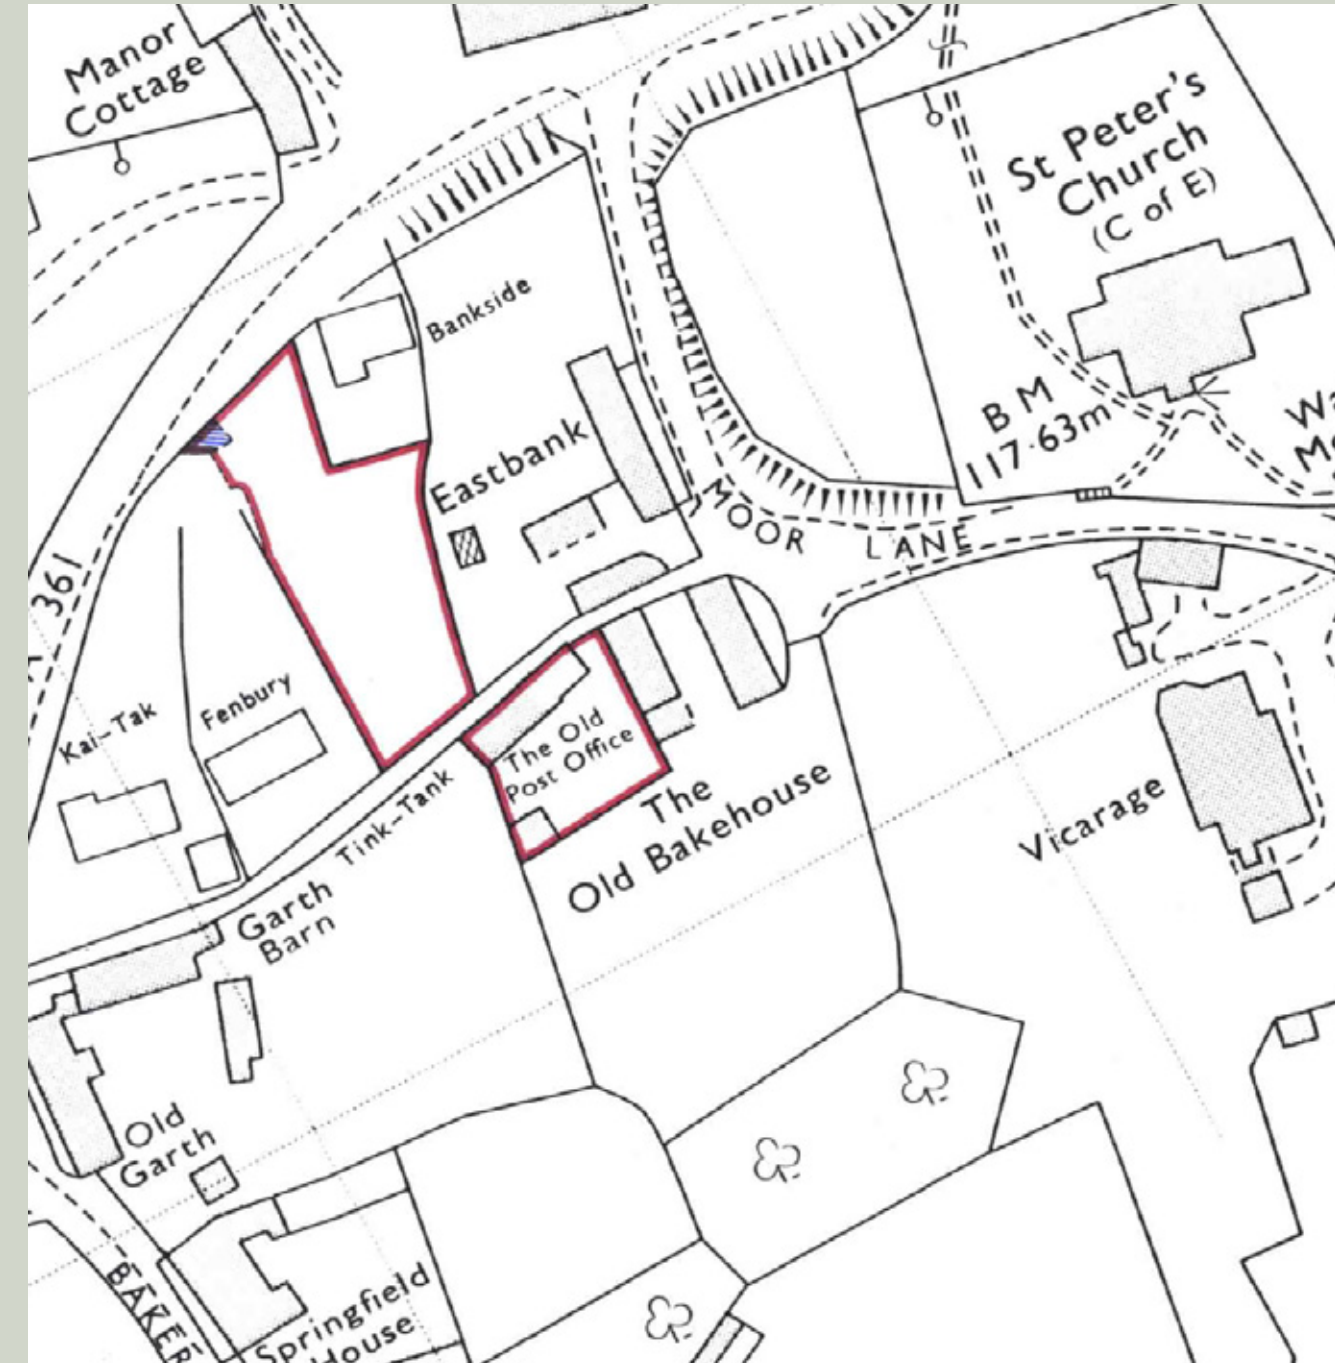 Manor
Cottage
St Peter's
Church
(C of E)
Bankside
B M
117·63m
Eastbank
MOOR LANE
361
Kai-Tak
Fenbury
The Old
Post Office
Tink-Tank
The
Old Bakehouse
Vicarage
Garth
Barn
Old
Garth
BAKER
Springfield
House